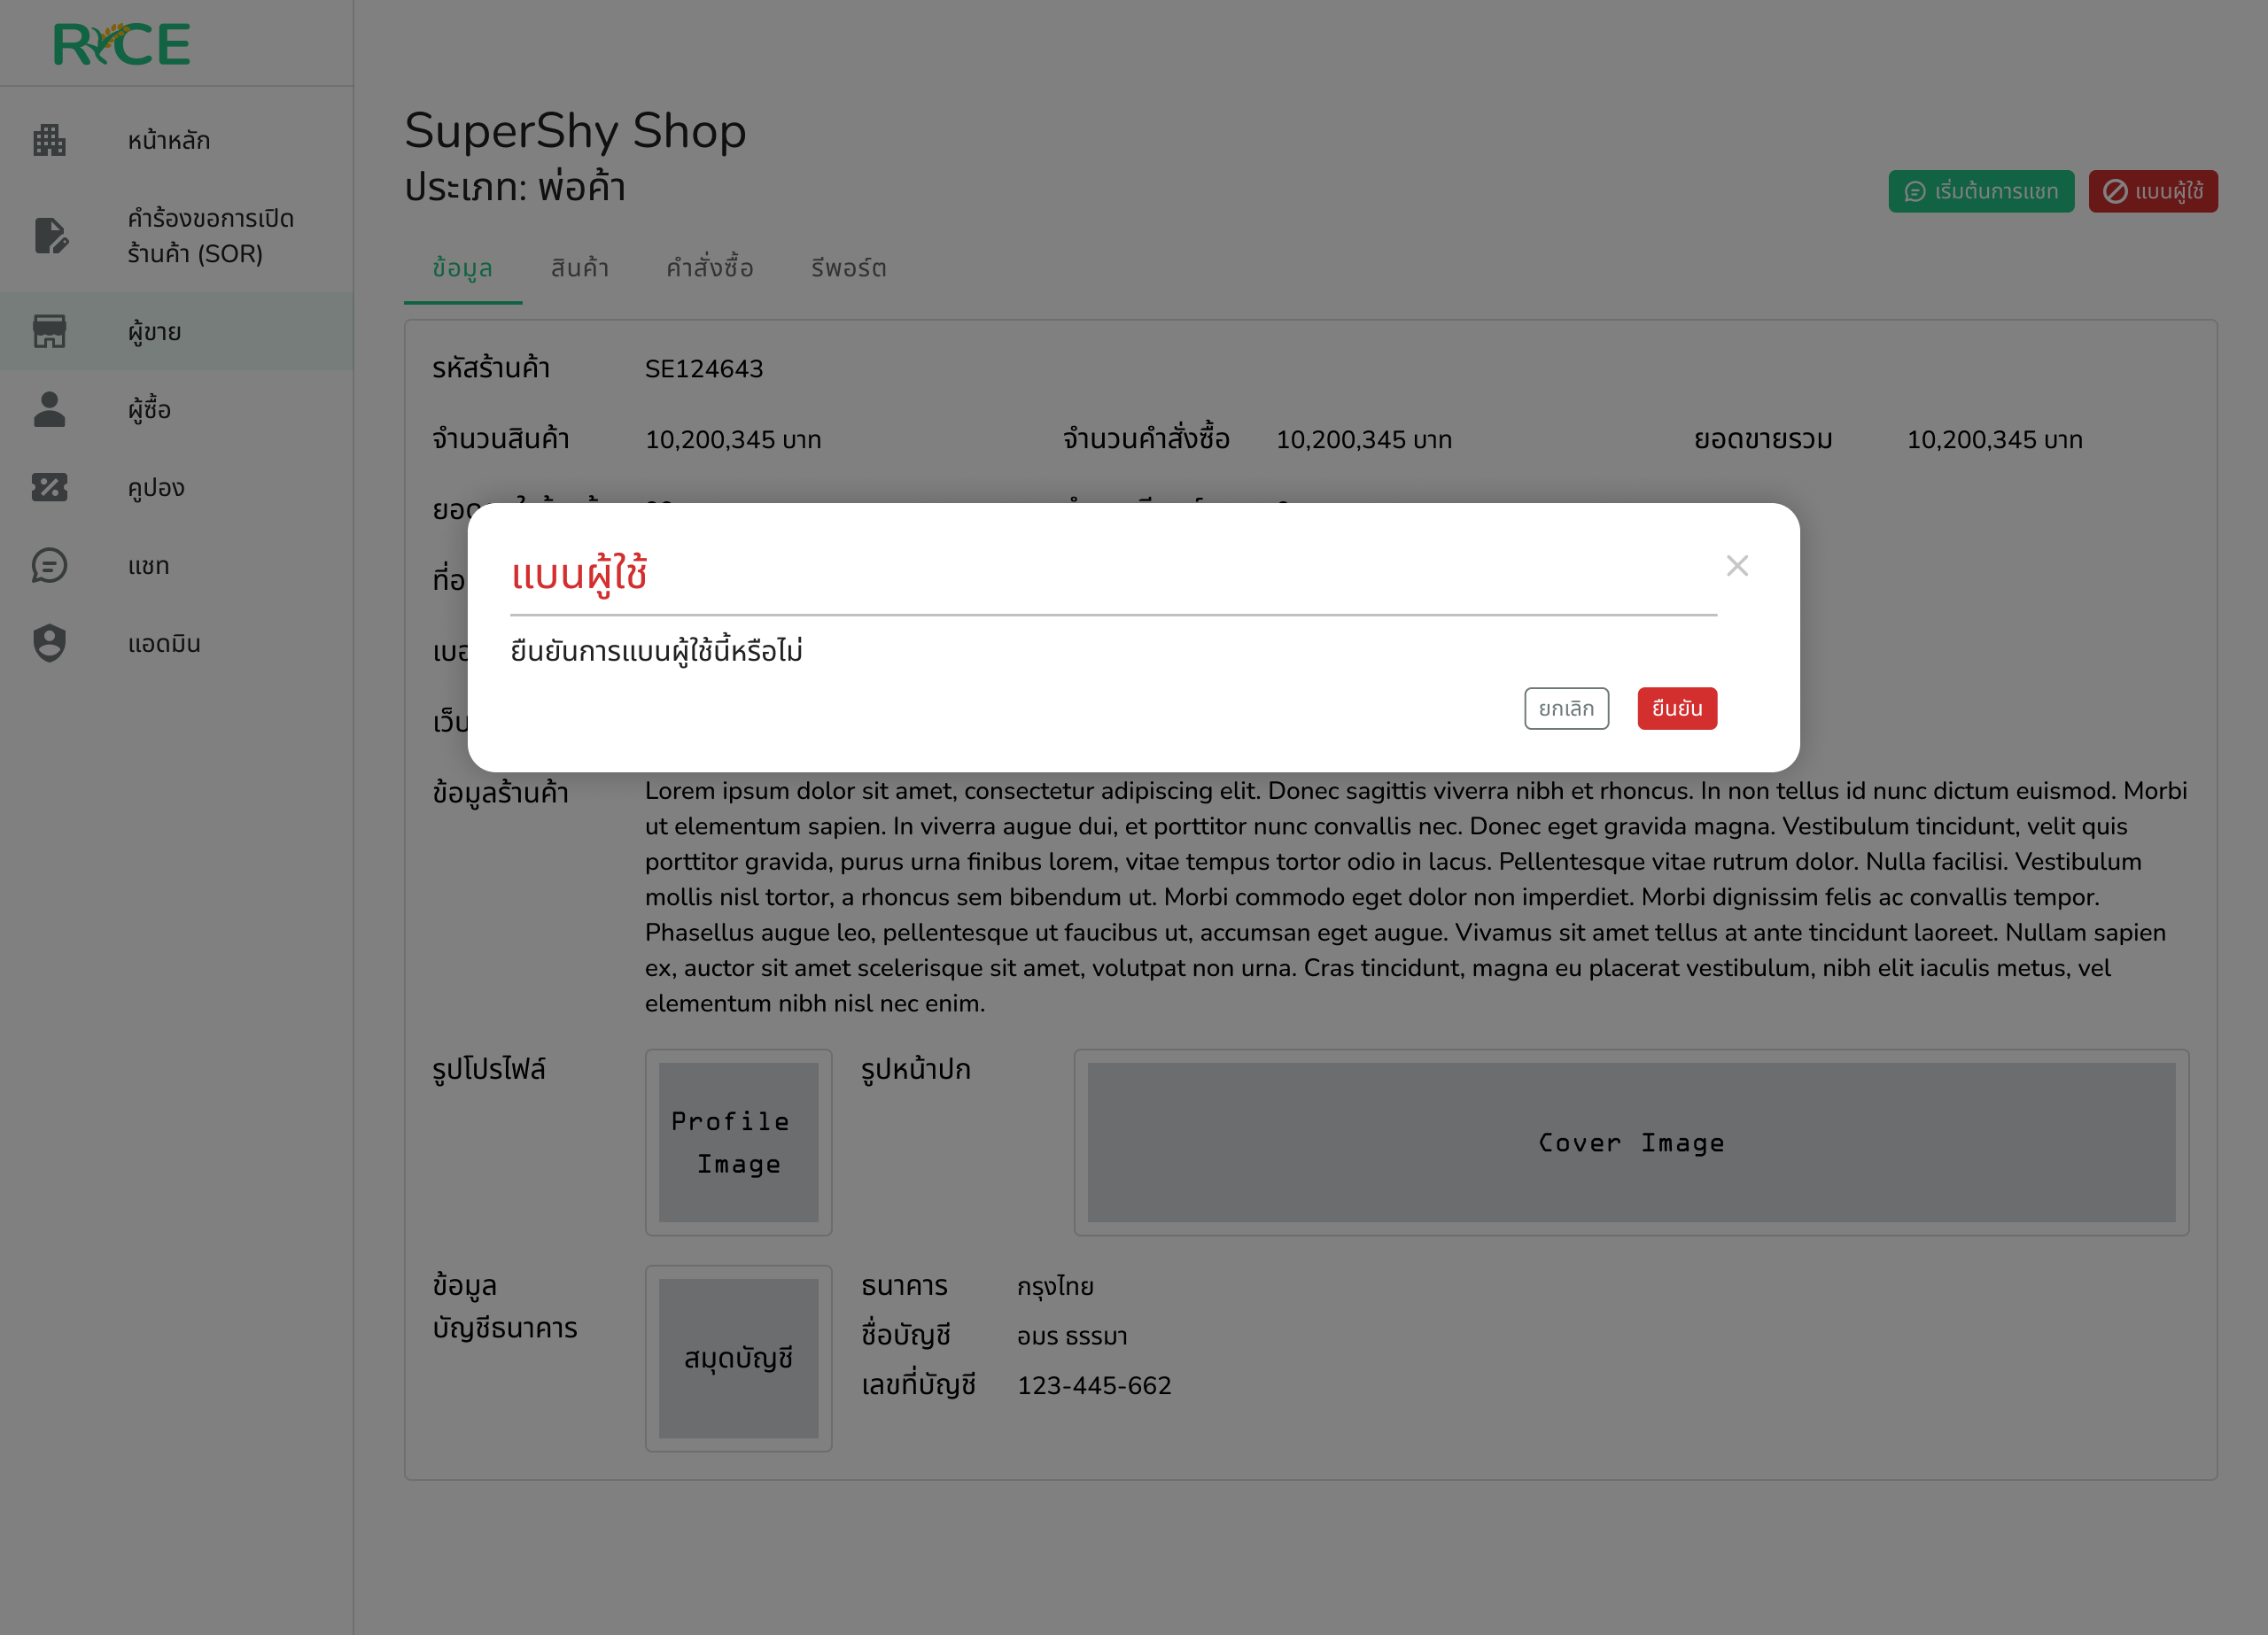 RICE
หน้าหลัก
คำร้องขอการเปิด
ร้านค้า (SOR)
ผู้ขาย
ผู้ซื้อ
คูปอง
แชท
แอดมิน
SuperShy Shop
ประเภท: พ่อค้า
เริ่มต้นการแชท แบนผู้ใช้
ข้อมูล สินค้า คำสั่งซื้อ รีพอร์ต
รหัสร้านค้า SE124643
จำนวนสินค้า 10,200,345 บาท จำนวนคำสั่งซื้อ 10,200,345 บาท ยอดขายรวม 10,200,345 บาท
แบนผู้ใช้
ยืนยันการแบนผู้ใช้นี้หรือไม่
ยกเลิก ยืนยัน
ข้อมูลร้านค้า Lorem ipsum dolor sit amet, consectetur adipiscing elit. Donec sagittis viverra nibh et rhoncus. In non tellus id nunc dictum euismod. Morbi
ut elementum sapien. In viverra augue dui, et porttitor nunc convallis nec. Donec eget gravida magna. Vestibulum tincidunt, velit quis
porttitor gravida, purus urna finibus lorem, vitae tempus tortor odio in lacus. Pellentesque vitae rutrum dolor. Nulla facilisi. Vestibulum
mollis nisl tortor, a rhoncus sem bibendum ut. Morbi commodo eget dolor non imperdiet. Morbi dignissim felis ac convallis tempor.
Phasellus augue leo, pellentesque ut faucibus ut, accumsan eget augue. Vivamus sit amet tellus at ante tincidunt laoreet. Nullam sapien
ex, auctor sit amet scelerisque sit amet, volutpat non urna. Cras tincidunt, magna eu placerat vestibulum, nibh elit iaculis metus, vel
elementum nibh nisl nec enim.
รูปโปรไฟล์ รูปหน้าปก
Profile
Image
Cover Image
ข้อมูล
บัญชีธนาคาร
สมุดบัญชี
ธนาคาร กรุงไทย
ชื่อบัญชี อมร ธรรมา
เลขที่บัญชี 123-445-662